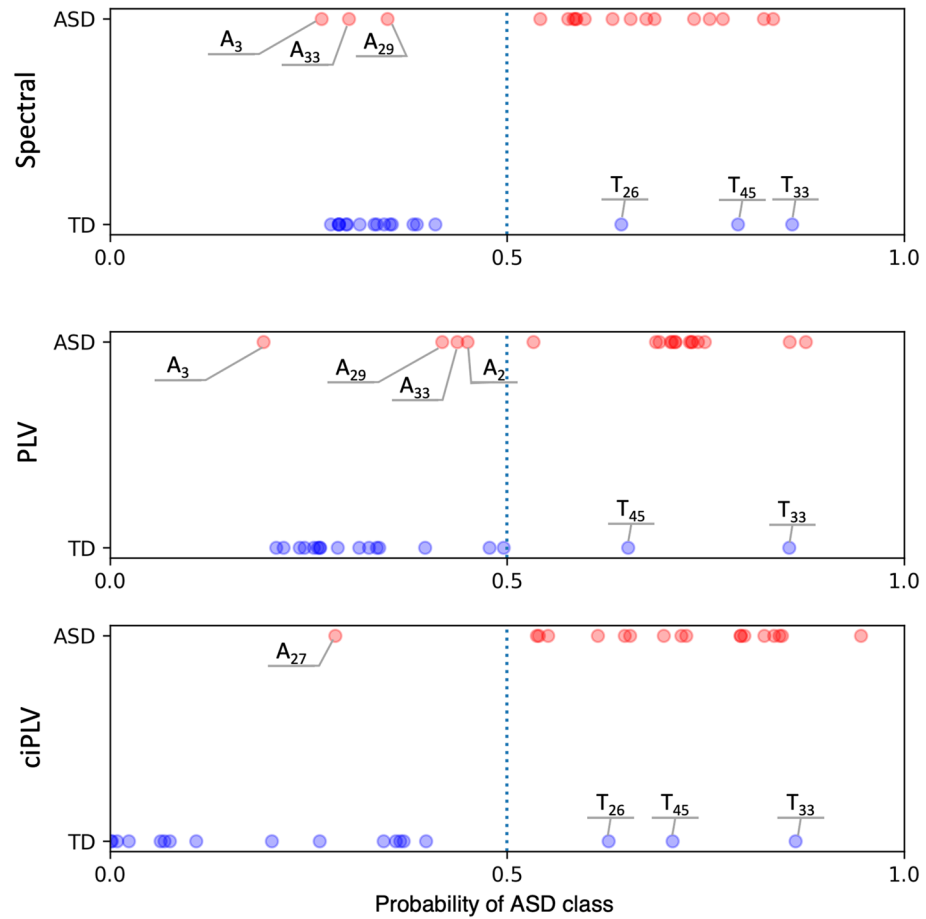 ASD
A3
A33
A29
Spectral
T26
T45
T33
TD
0.0
0.5
1.0
ASD
A3
A29
A33
A2
PLV
T45
T33
TD
0.0
0.5
1.0
ASD
A27
ciPLV
T26
T45
T33
TD
0.0
0.5
1.0
Probability of ASD class